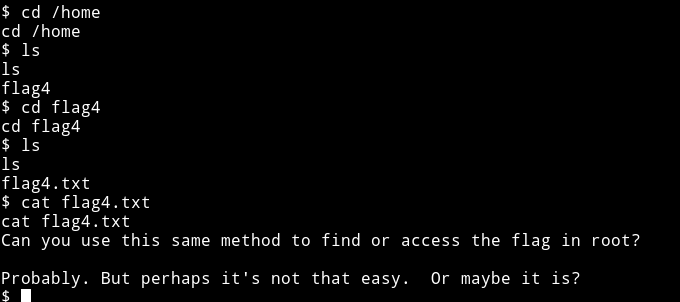 $ cd /home
cd /home
$ ls
ls
flag4
$ cd flag4
cd flag4
$ ls
ls
flag4.txt
$ cat flag4.txt
cat flag4.txt
Can you use this same method to find or access the flag in root?
Probably. But perhaps it's not that easy.  Or maybe it is?
$